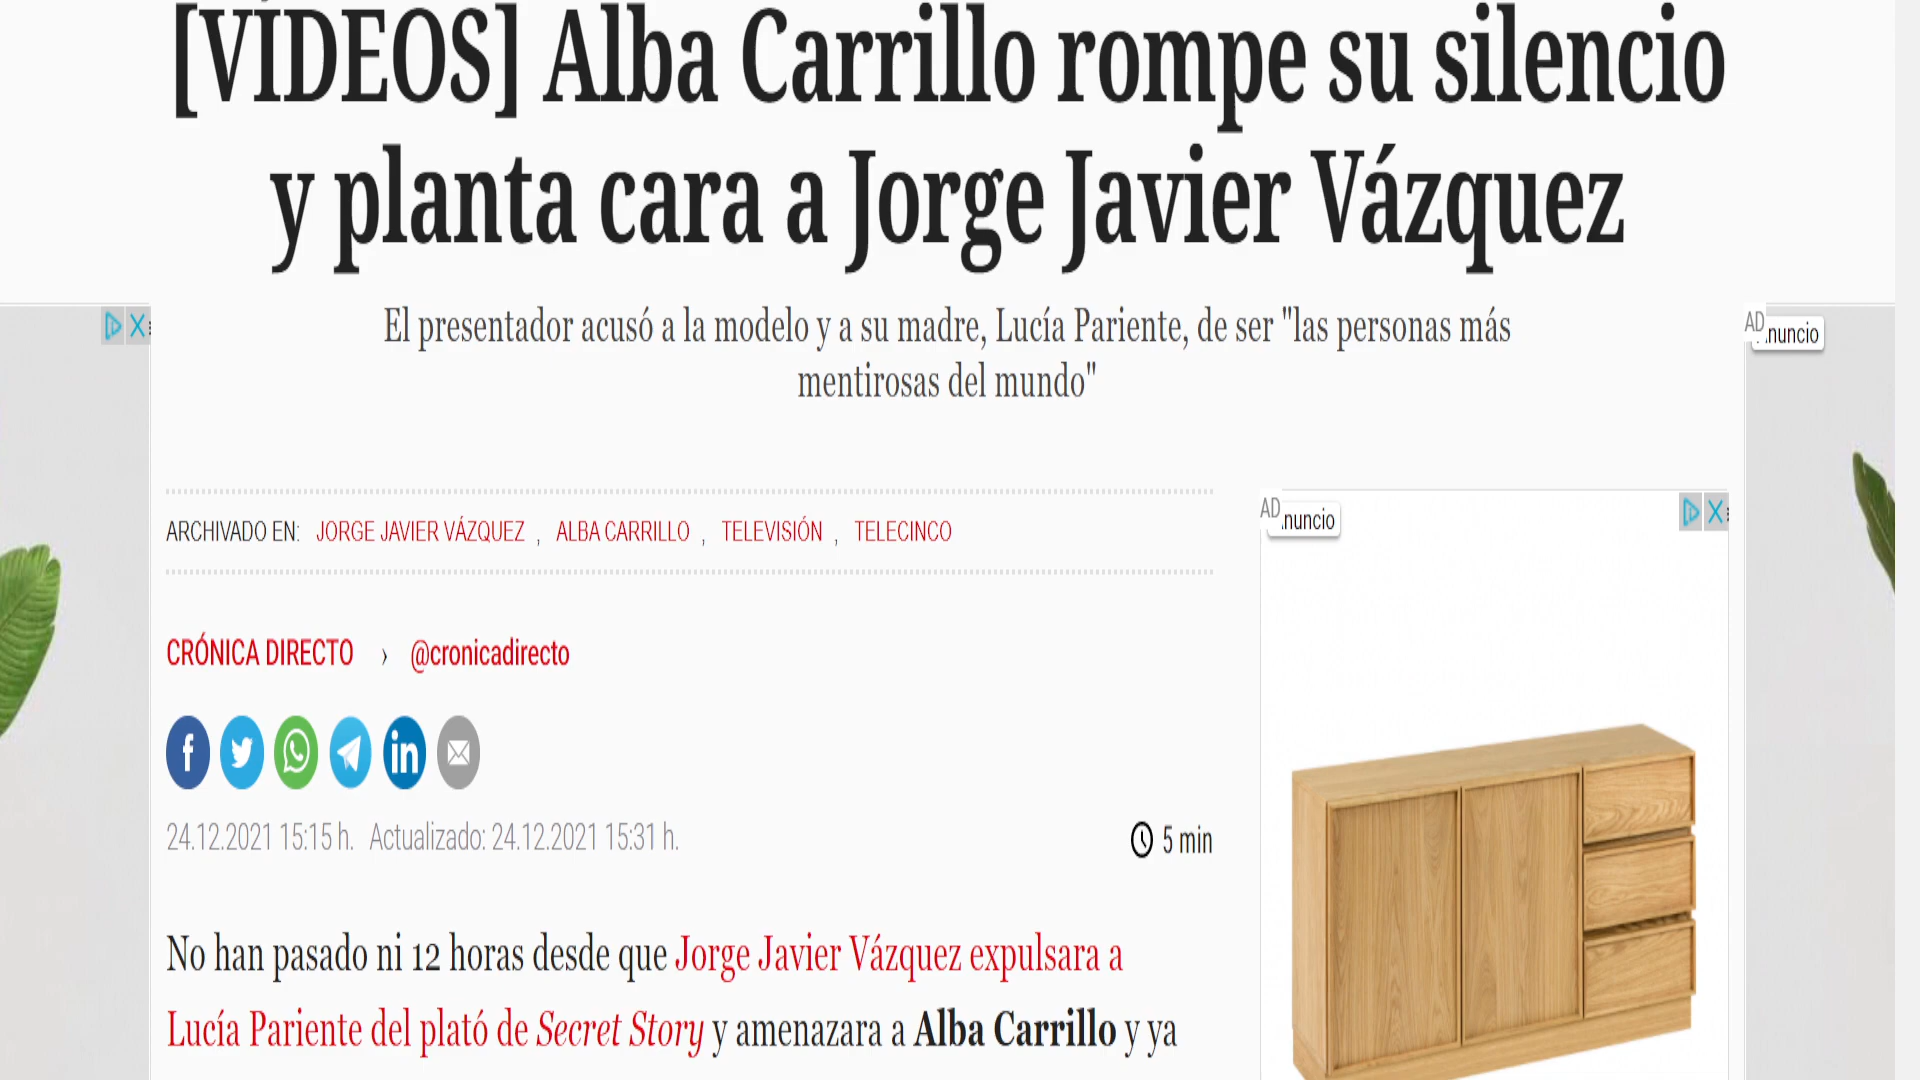 [VÍDEOS] Alba Carrillo rompe su silencio
y planta cara a Jorge Javier Vázquez
El presentador acusó a la modelo y a su madre, Lucía Pariente, de ser "las personas más
mentirosas del mundo"
AD
nuncio
ARCHIVADO EN: JORGE JAVIER VÁZQUEZ , ALBA CARRILLO , TELEVISIÓN , TELECINCO
AD
nuncio
CRÓNICA DIRECTO › @cronicadirecto
24.12.2021 15:15 h. Actualizado: 24.12.2021 15:31 h.
5 min
No han pasado ni 12 horas desde que Jorge Javier Vázquez expulsara a
Lucía Pariente del plató de Secret Story y amenazara a Alba Carrillo y ya